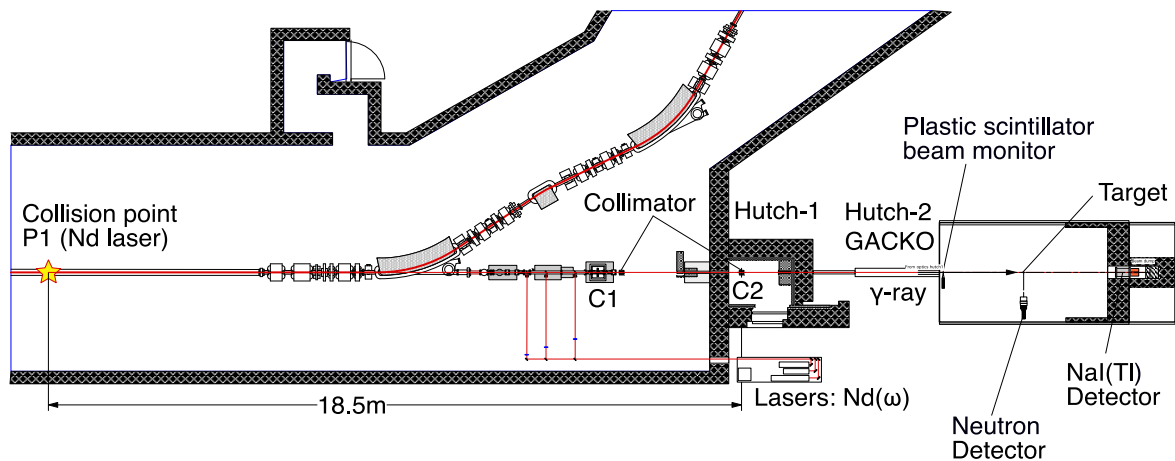 Plastic scintillator
beam monitor
Target
Collision point
P1 (Nd laser)
Collimator
Hutch-1
Hutch-2
GACKO
C1
C2
γ-ray
18.5m
Lasers: Nd(ω)
NaI(Tl)
Detector
Neutron
Detector